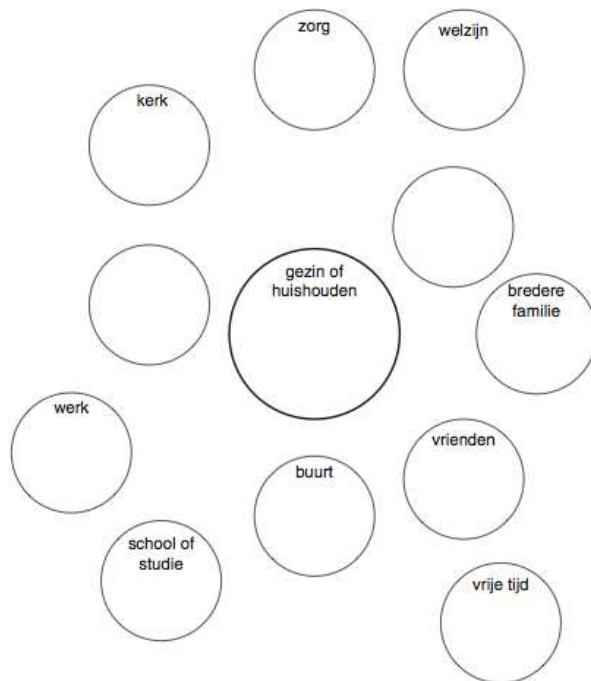 zorg
welzijn
kerk
gezin of
huishouden
bredere
familie
werk
vrienden
buurt
school of
studie
vrije tijd